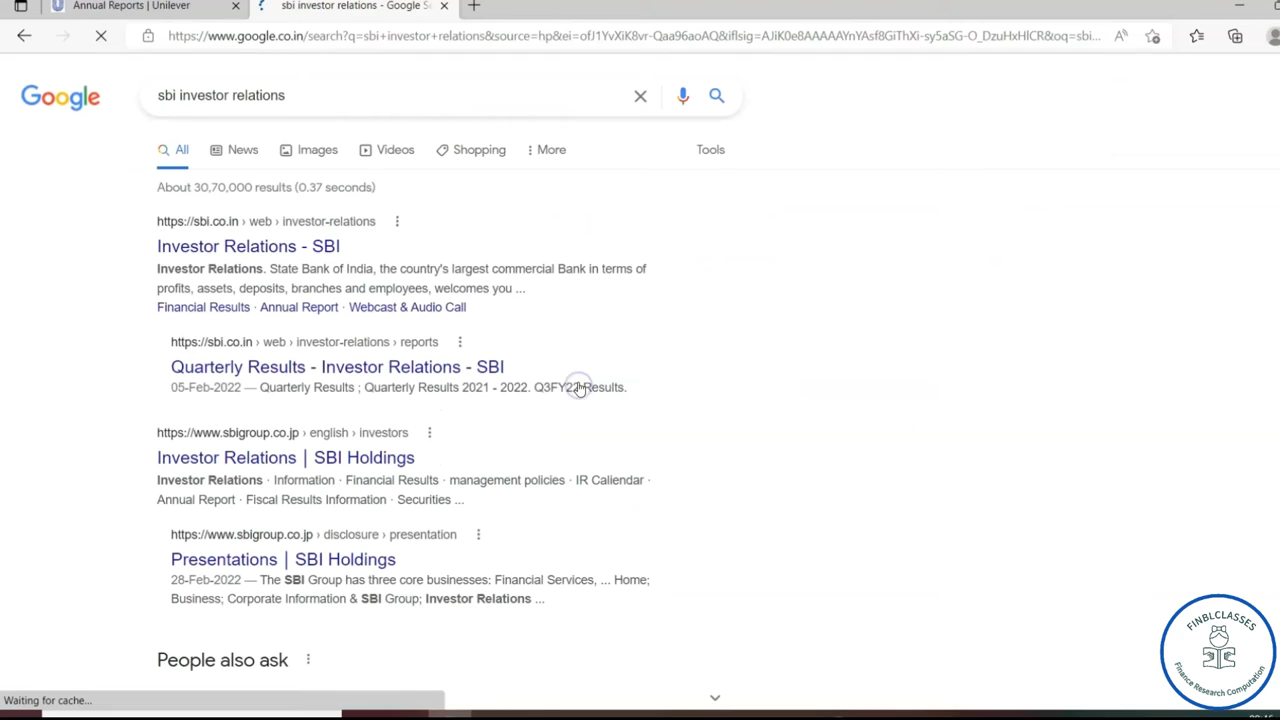 Annual Reports | Unilever
sbi investor relations - Google Se
https://www.google.co.in/search?q=sbi+investor+relations&source=hp&ei=ofJ1YvXiK8vr-Qaa96aoAQ&iflsig=AJiK0e8AAAAAYnYAsf8GiThXi-sy5aSG-O_DzuHxHlCR&oq=sbi...
Google
sbi investor relations
All
News
Images
Videos
Shopping
More
Tools
About 30,70,000 results (0.37 seconds)
https://sbi.co.in › web › investor-relations
Investor Relations - SBI
Investor Relations. State Bank of India, the country's largest commercial Bank in terms of
profits, assets, deposits, branches and employees, welcomes you ...
Financial Results · Annual Report · Webcast & Audio Call
https://sbi.co.in › web › investor-relations › reports
Quarterly Results - Investor Relations - SBI
05-Feb-2022 — Quarterly Results ; Quarterly Results 2021 - 2022. Q3FY22 Results.
https://www.sbigroup.co.jp › english › investors
Investor Relations | SBI Holdings
Investor Relations · Information · Financial Results · management policies · IR Caliendar ·
Annual Report · Fiscal Results Information · Securities ...
https://www.sbigroup.co.jp › disclosure › presentation
Presentations | SBI Holdings
28-Feb-2022 — The SBI Group has three core businesses: Financial Services, ... Home;
Business; Corporate Information & SBI Group; Investor Relations ...
People also ask
Waiting for cache...
FINBLCLASSES
Finance Research Computation